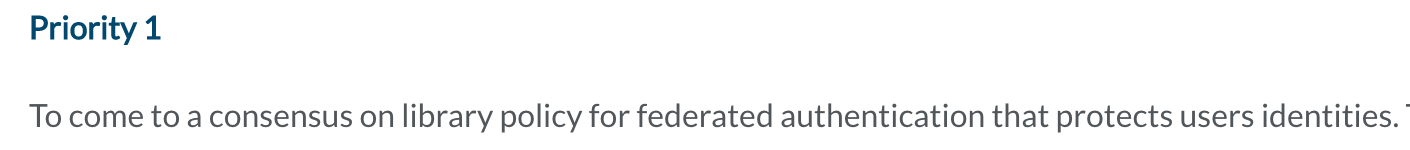 Priority 1
To come to a consensus on library policy for federated authentication that protects users identities.